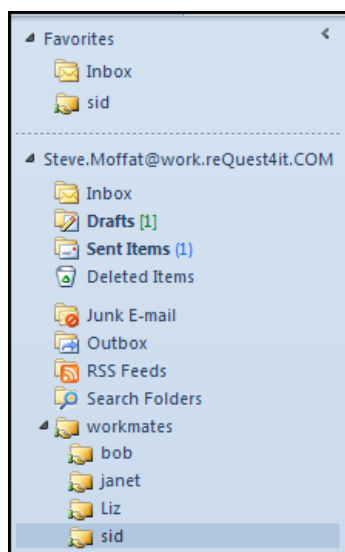 Favorites
Inbox
sid
Steve.Moffat@work.reQuest4it.COM
Inbox
Drafts [1]
Sent Items (1)
Deleted Items
Junk E-mail
Outbox
RSS Feeds
Search Folders
workmates
bob
janet
Liz
sid